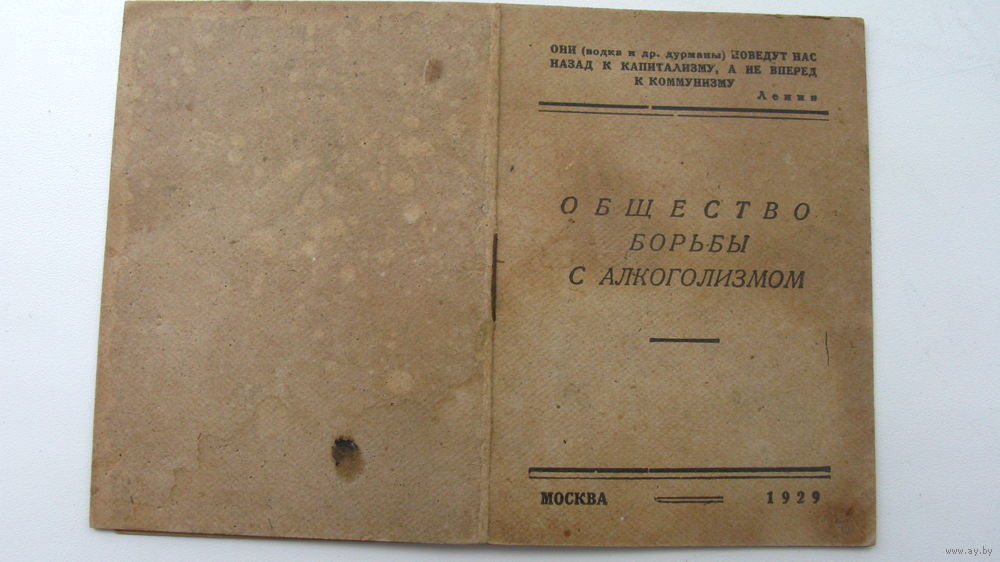 ОНИ (водка и др. дурманы) ПОВЕДУТ НАС
НАЗАД К КАПИТАЛИЗМУ, А НЕ ВПЕРЕД
К КОММУНИЗМУ
Ленин
ОБЩЕСТВО
БОРЬБЫ
С АЛКОГОЛИЗМОМ
МОСКВА 1929
www.ay.by